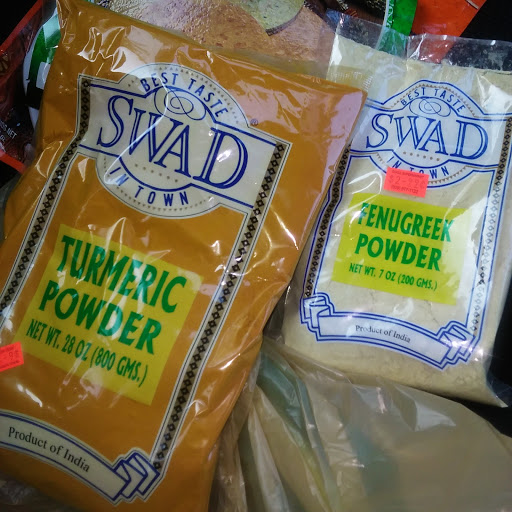 BEST TASTE
SWAD
IN TOWN
TURMERIC
POWDER
NET WT. 28 OZ (800 GMS.)
Product of India
BEST TASTE
SWAD
IN TOWN
FENUGREEK
POWDER
NET WT. 7 OZ (200 GMS.)
Product of India